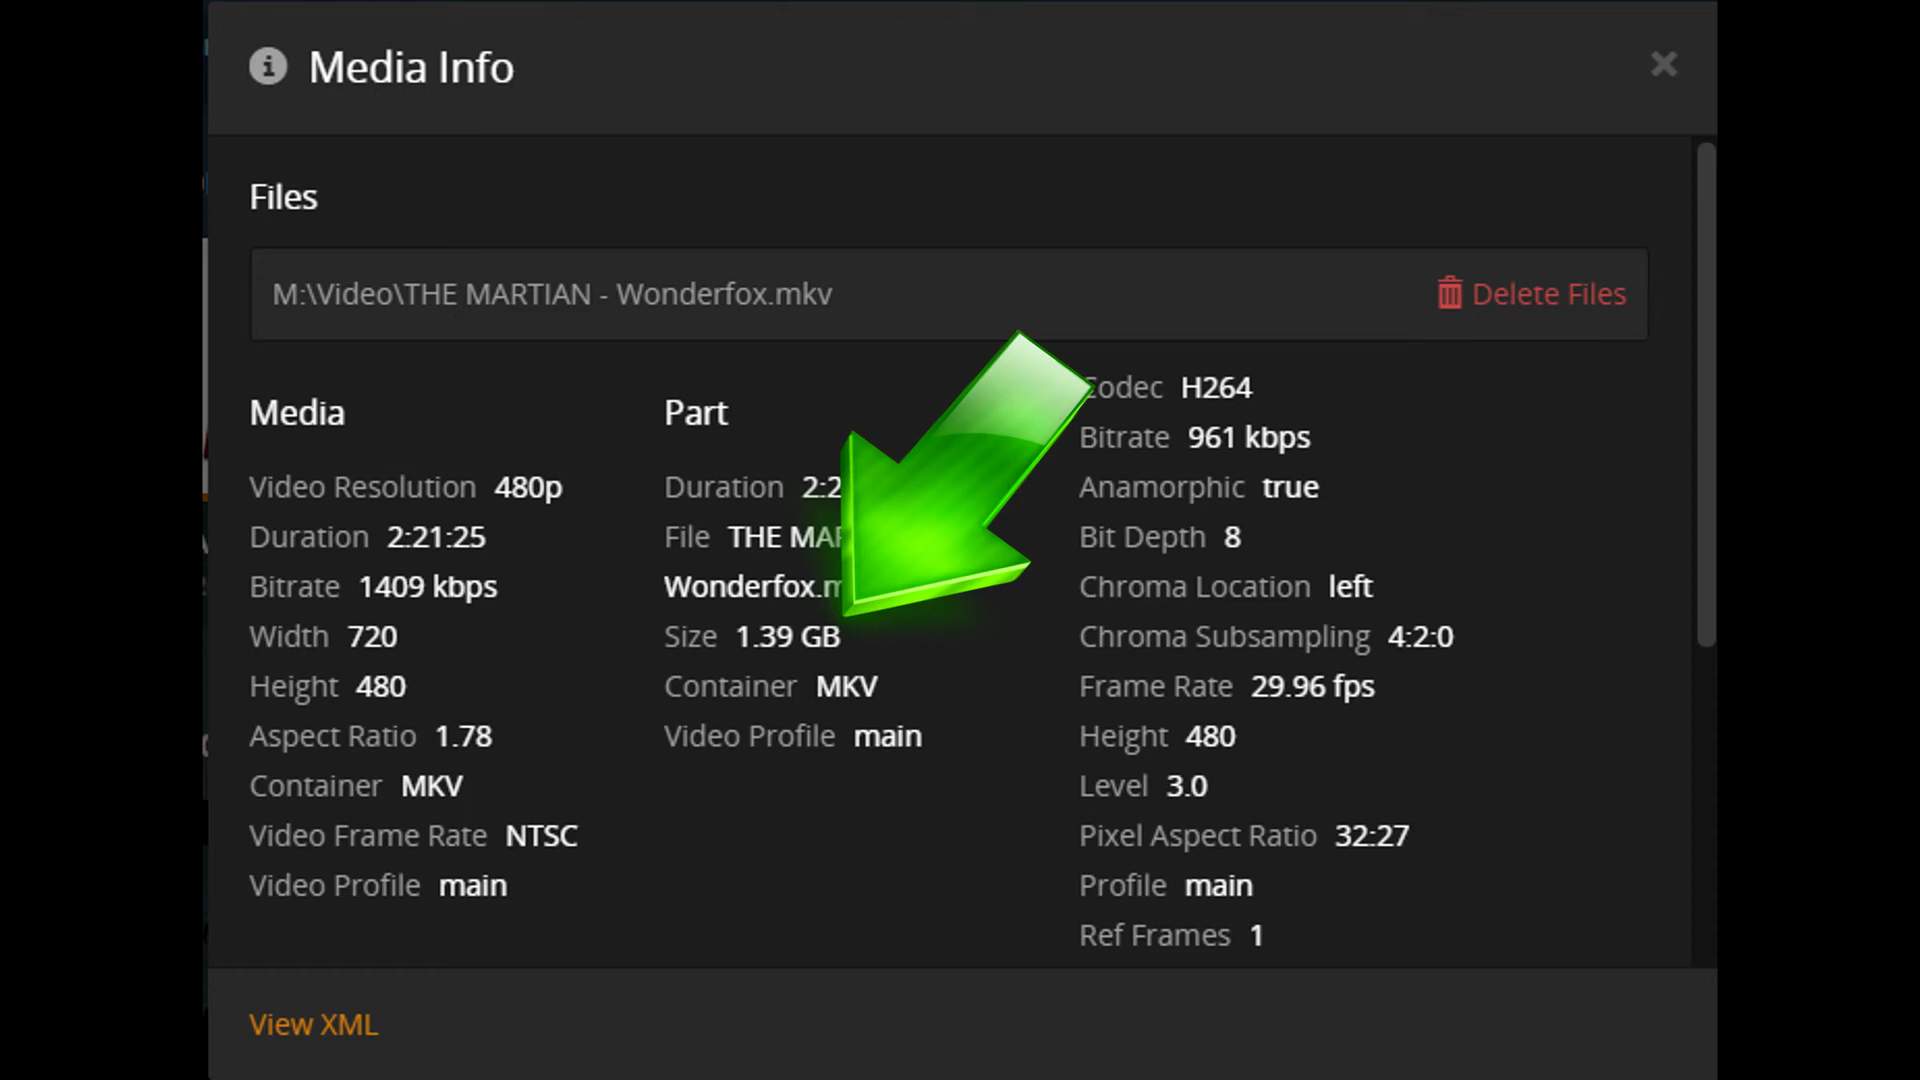 Media Info
Files
M:\Video\THE MARTIAN - Wonderfox.mkv
Delete Files
Media
Video Resolution 480p
Duration 2:21:25
Bitrate 1409 kbps
Width 720
Height 480
Aspect Ratio 1.78
Container MKV
Video Frame Rate NTSC
Video Profile main
Part
Duration
File THE
Size 1.39 GB
Container MKV
Video Profile main
Codec H264
Bitrate 961 kbps
Anamorphic true
Bit Depth 8
Chroma Location left
Chroma Subsampling 4:2:0
Frame Rate 29.96 fps
Height 480
Level 3.0
Pixel Aspect Ratio 32:27
Profile main
Ref Frames 1
View XML